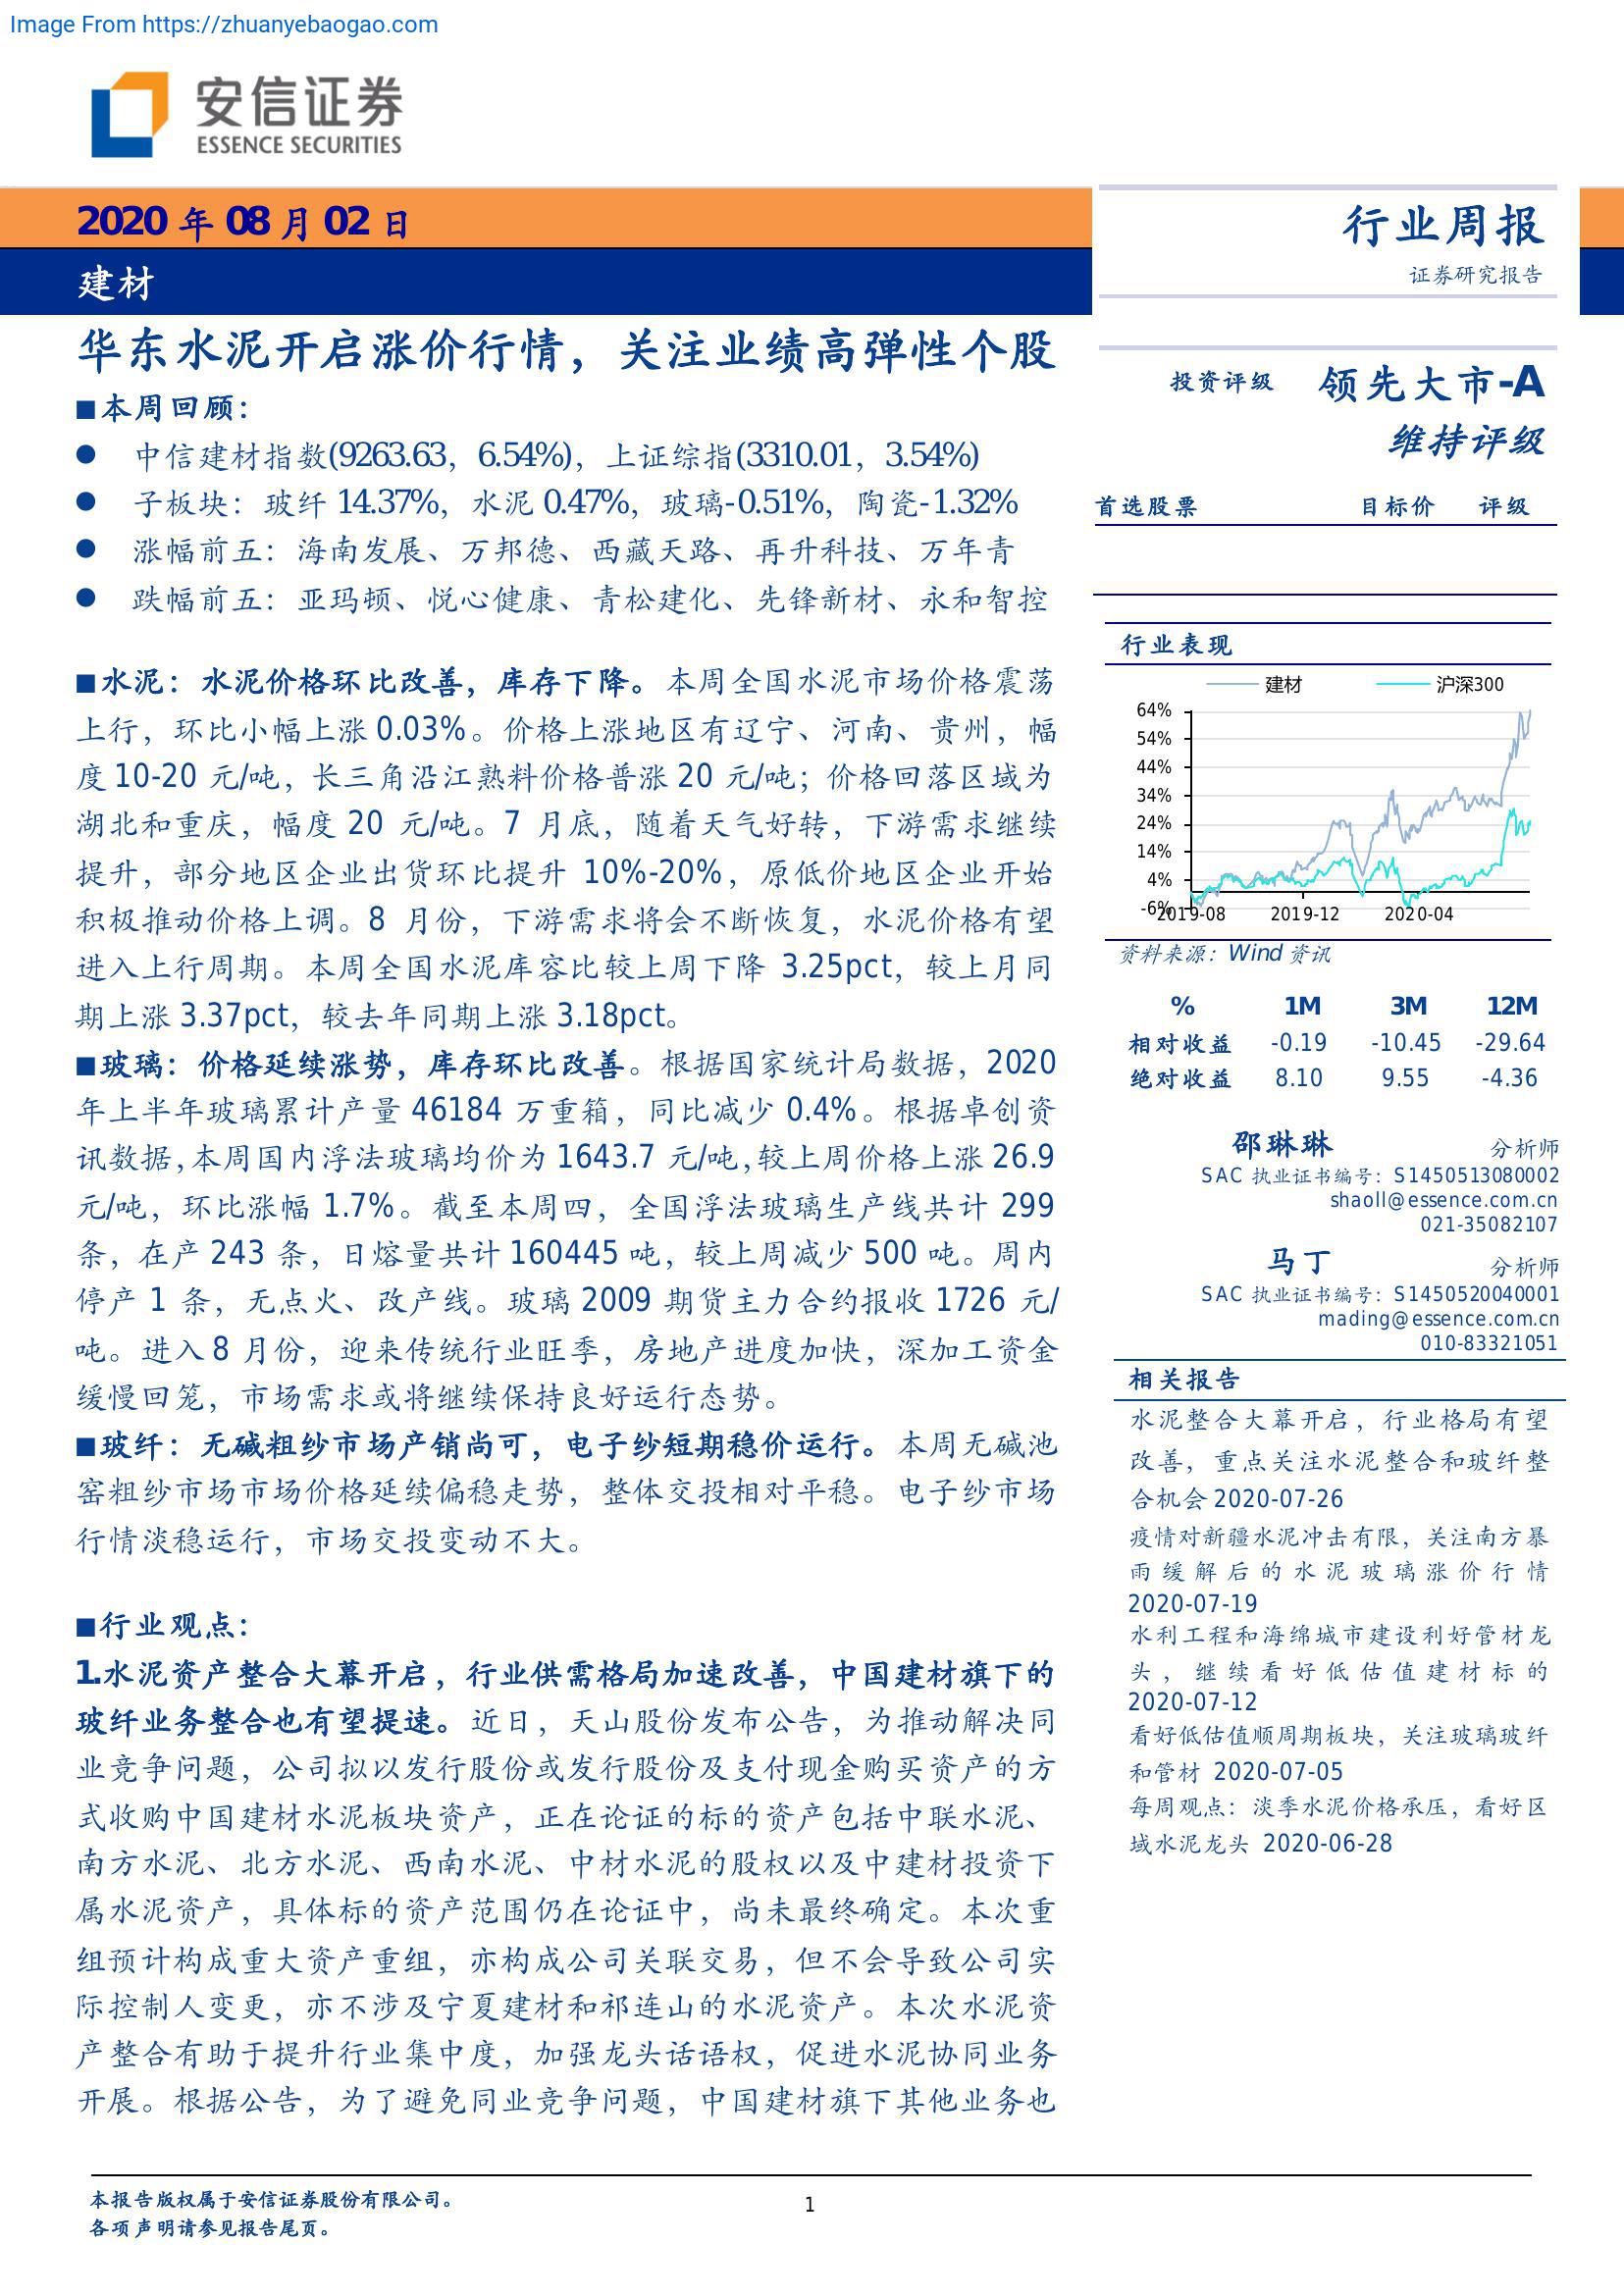 Image From https://zhuanyebaogao.com
安信证券
ESSENCE SECURITIES
2020 年 08 月 02 日
建材
行业周报
证券研究报告
华东水泥开启涨价行情，关注业绩高弹性个股
■本周回顾：
● 中信建材指数(9263.63，6.54%)，上证综指(3310.01，3.54%)
● 子板块：玻纤 14.37%，水泥 0.47%，玻璃-0.51%，陶瓷-1.32%
● 涨幅前五：海南发展、万邦德、西藏天路、再升科技、万年青
● 跌幅前五：亚玛顿、悦心健康、青松建化、先锋新材、永和智控
■水泥：水泥价格环比改善，库存下降。本周全国水泥市场价格震荡
上行，环比小幅上涨 0.03%。价格上涨地区有辽宁、河南、贵州，幅
度 10-20 元/吨，长三角沿江熟料价格普涨 20 元/吨；价格回落区域为
湖北和重庆，幅度 20 元/吨。7 月底，随着天气好转，下游需求继续
提升，部分地区企业出货环比提升 10%-20%，原低价地区企业开始
积极推动价格上调。8 月份，下游需求将会不断恢复，水泥价格有望
进入上行周期。本周全国水泥库容比较上周下降 3.25pct，较上月同
期上涨 3.37pct，较去年同期上涨 3.18pct。
■玻璃：价格延续涨势，库存环比改善。根据国家统计局数据，2020
年上半年玻璃累计产量 46184 万重箱，同比减少 0.4%。根据卓创资
讯数据,本周国内浮法玻璃均价为 1643.7 元/吨,较上周价格上涨 26.9
元/吨，环比涨幅 1.7%。截至本周四，全国浮法玻璃生产线共计 299
条，在产 243 条，日熔量共计 160445 吨，较上周减少 500 吨。周内
停产 1 条，无点火、改产线。玻璃 2009 期货主力合约报收 1726 元/
吨。进入 8 月份，迎来传统行业旺季，房地产进度加快，深加工资金
缓慢回笼，市场需求或将继续保持良好运行态势。
■玻纤：无碱粗纱市场产销尚可，电子纱短期稳价运行。本周无碱池
窑粗纱市场市场价格延续偏稳走势，整体交投相对平稳。电子纱市场
行情淡稳运行，市场交投变动不大。
■行业观点：
1.水泥资产整合大幕开启，行业供需格局加速改善，中国建材旗下的
玻纤业务整合也有望提速。近日，天山股份发布公告，为推动解决同
业竞争问题，公司拟以发行股份或发行股份及支付现金购买资产的方
式收购中国建材水泥板块资产，正在论证的标的资产包括中联水泥、
南方水泥、北方水泥、西南水泥、中材水泥的股权以及中建材投资下
属水泥资产，具体标的资产范围仍在论证中，尚未最终确定。本次重
组预计构成重大资产重组，亦构成公司关联交易，但不会导致公司实
际控制人变更，亦不涉及宁夏建材和祁连山的水泥资产。本次水泥资
产整合有助于提升行业集中度，加强龙头话语权，促进水泥协同业务
开展。根据公告，为了避免同业竞争问题，中国建材旗下其他业务也
投资评级 领先大市-A
维持评级
首选股票 目标价 评级
行业表现
建材 沪深300
64%
54%
44%
34%
24%
14%
4%
-6%
2019-08 2019-12 2020-04
资料来源：Wind 资讯
% 1M 3M 12M
相对收益 -0.19 -10.45 -29.64
绝对收益 8.10 9.55 -4.36
邵琳琳 分析师
SAC 执业证书编号：S1450513080002
shaoll@essence.com.cn
021-35082107
马丁 分析师
SAC 执业证书编号：S1450520040001
mading@essence.com.cn
010-83321051
相关报告
水泥整合大幕开启，行业格局有望
改善，重点关注水泥整合和玻纤整
合机会 2020-07-26
疫情对新疆水泥冲击有限，关注南方暴
雨缓解后的水泥玻璃涨价行情
2020-07-19
水利工程和海绵城市建设利好管材龙
头，继续看好低估值建材标的
2020-07-12
看好低估值顺周期板块，关注玻璃玻纤
和管材 2020-07-05
每周观点：淡季水泥价格承压，看好区
域水泥龙头 2020-06-28
本报告版权属于安信证券股份有限公司。
各项声明请参见报告尾页。
1